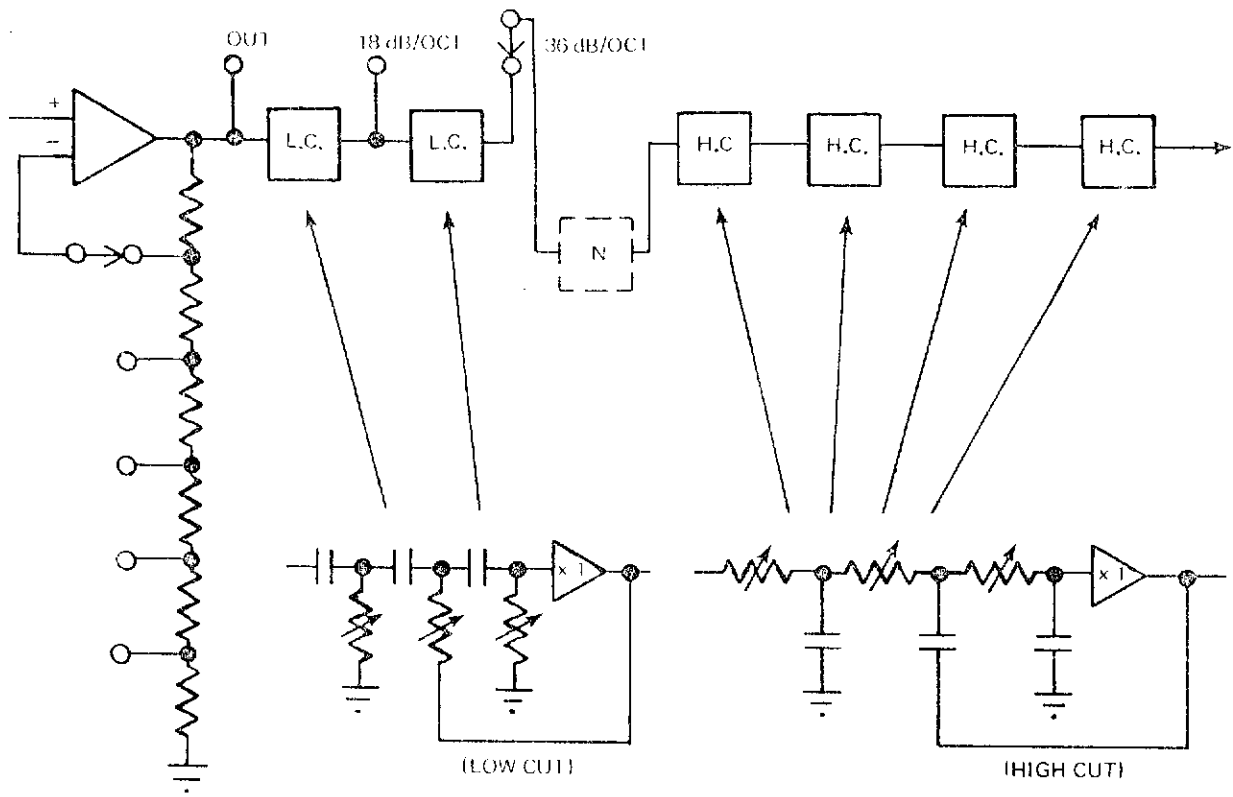 OUT
18 dB/OCT
36 dB/OCT
+
−
L.C.
L.C.
H.C
H.C.
H.C.
H.C.
N
x 1
x 1
(LOW CUT)
(HIGH CUT)